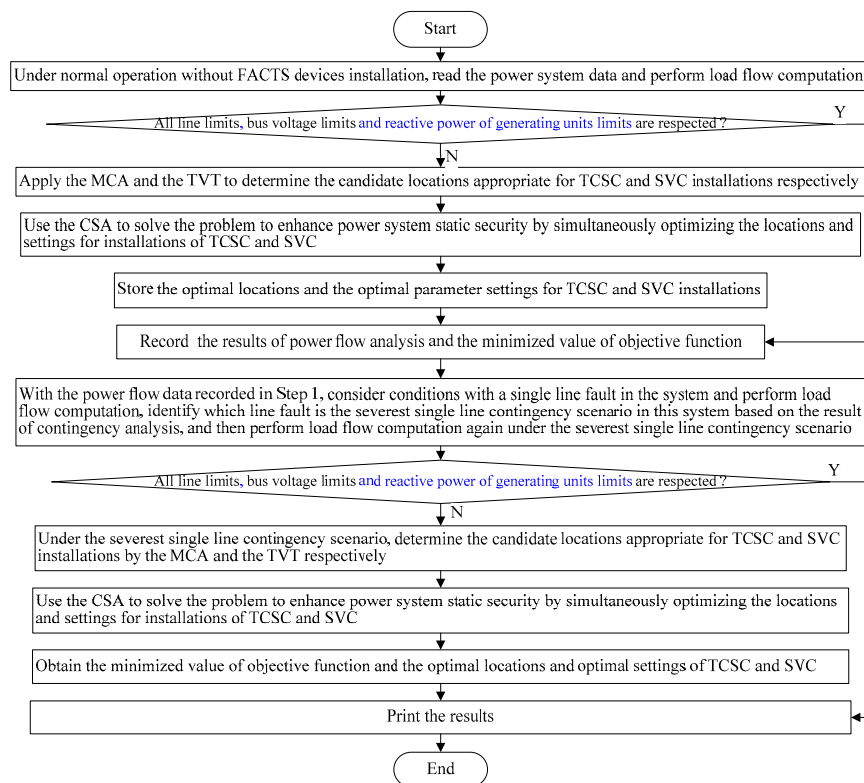 Start
Under normal operation without FACTS devices installation, read the power system data and perform load flow computation
All line limits, bus voltage limits and reactive power of generating units limits are respected ?
Y
N
Apply the MCA and the TVT to determine the candidate locations appropriate for TCSC and SVC installations respectively
Use the CSA to solve the problem to enhance power system static security by simultaneously optimizing the locations and
settings for installations of TCSC and SVC
Store the optimal locations and the optimal parameter settings for TCSC and SVC installations
Record the results of power flow analysis and the minimized value of objective function
With the power flow data recorded in Step 1, consider conditions with a single line fault in the system and perform load
flow computation, identify which line fault is the severest single line contingency scenario in this system based on the result
of contingency analysis, and then perform load flow computation again under the severest single line contingency scenario
All line limits, bus voltage limits and reactive power of generating units limits are respected ?
Y
N
Under the severest single line contingency scenario, determine the candidate locations appropriate for TCSC and SVC
installations by the MCA and the TVT respectively
Use the CSA to solve the problem to enhance power system static security by simultaneously optimizing the locations
and settings for installations of TCSC and SVC
Obtain the minimized value of objective function and the optimal locations and optimal settings of TCSC and SVC
Print the results
End